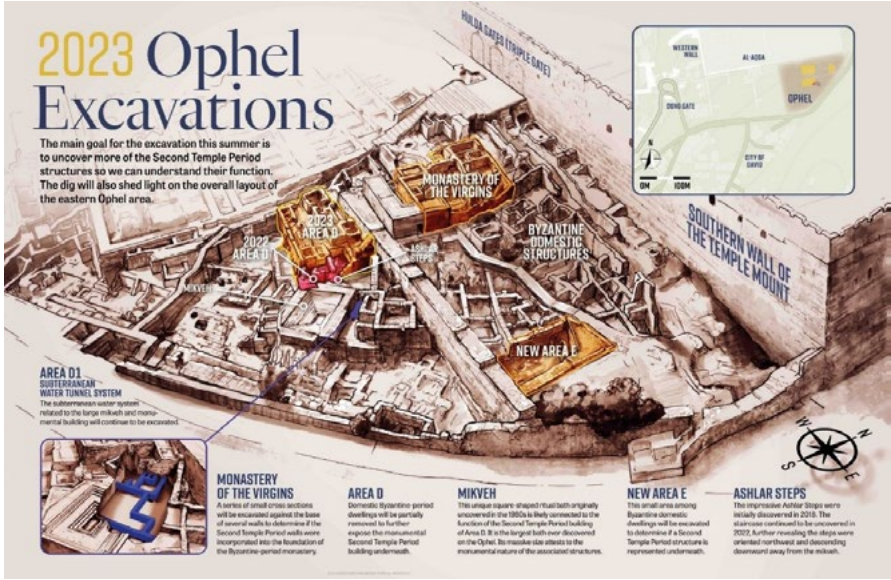 2023 Ophel
Excavations
The main goal for the excavation this summer is
to uncover more of the Second Temple Period
structures so we can understand their function.
The dig will also shed light on the overall layout of
the eastern Ophel area.
HULDA GATES (TRIPLE GATE)
WESTERN
WALL
AL-AQSA
DUNG GATE
OPHEL
CITY OF
DAVID
N
0M 100M
MONASTERY OF
THE VIRGINS
2023
AREA D
2022
AREA D
ASHLAR
STEPS
MIKVEH
BYZANTINE
DOMESTIC
STRUCTURES
SOUTHERN WALL OF
THE TEMPLE MOUNT
NEW AREA E
N
W
S
E
AREA D1
SUBTERRANEAN
WATER TUNNEL SYSTEM
The subterranean water system
related to the large mikveh and monu-
mental building will continue to be excavated.
MONASTERY
OF THE VIRGINS
A series of small cross sections
will be excavated against the base
of several walls to determine if the
Second Temple Period walls were
incorporated into the foundation of
the Byzantine-period monastery.
AREA D
Domestic Byzantine-period
dwellings will be partially
removed to further
expose the monumental
Second Temple Period
building underneath.
MIKVEH
This unique square-shaped ritual bath originally
uncovered in the 1960s is likely connected to the
function of the Second Temple Period building
of Area D. It is the largest bath ever discovered
on the Ophel. Its massive size attests to the
monumental nature of the associated structures.
NEW AREA E
This small area among
Byzantine domestic
dwellings will be excavated
to determine if a Second
Temple Period structure is
represented underneath.
ASHLAR STEPS
The impressive Ashlar Steps were
initially discovered in 2018. The
staircase continued to be uncovered in
2022, further revealing the steps were
oriented northwest and descending
downward away from the mikveh.